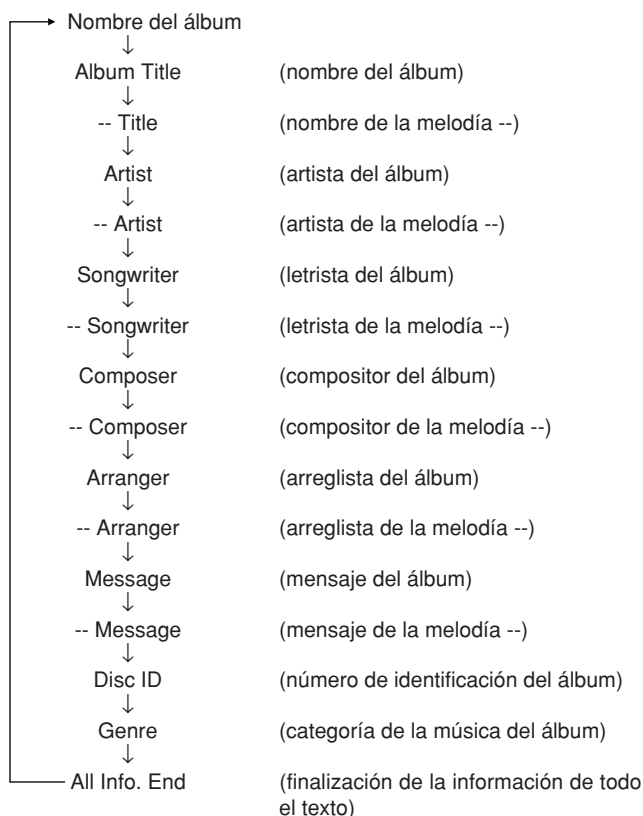 Nombre del álbum
Album Title (nombre del álbum)
-- Title (nombre de la melodía --)
Artist (artista del álbum)
-- Artist (artista de la melodía --)
Songwriter (letrista del álbum)
-- Songwriter (letrista de la melodía --)
Composer (compositor del álbum)
-- Composer (compositor de la melodía --)
Arranger (arreglista del álbum)
-- Arranger (arreglista de la melodía --)
Message (mensaje del álbum)
-- Message (mensaje de la melodía --)
Disc ID (número de identificación del álbum)
Genre (categoría de la música del álbum)
All Info. End (finalización de la información de todo
el texto)